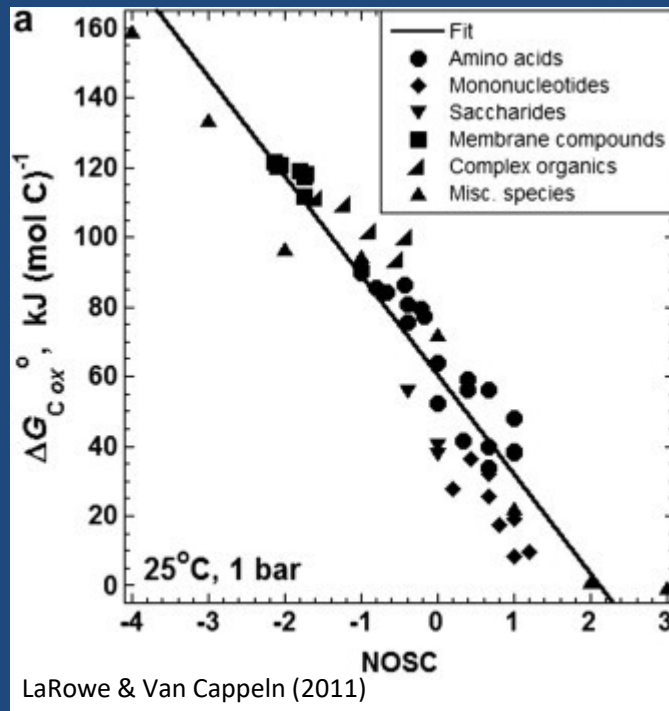 a
160
140
120
100
80
60
40
20
0
ΔG C ox °, kJ (mol C)⁻¹
Fit
Amino acids
Mononucleotides
Saccharides
Membrane compounds
Complex organics
Misc. species
25°C, 1 bar
-4 -3 -2 -1 0 1 2 3
NOSC
LaRowe & Van Cappeln (2011)